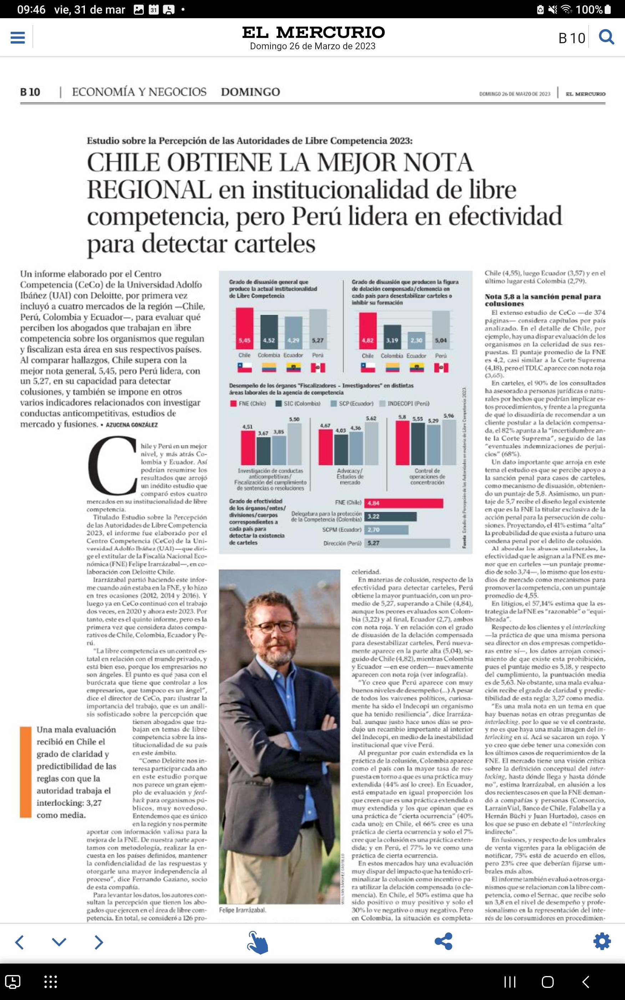 09:46 vie, 31 de mar
31
100%
EL MERCURIO
Domingo 26 de Marzo de 2023
B 10
B 10 | ECONOMÍA Y NEGOCIOS DOMINGO
DOMINGO 26 DE MARZO DE 2023 | EL MERCURIO
Estudio sobre la Percepción de las Autoridades de Libre Competencia 2023:
CHILE OBTIENE LA MEJOR NOTA
REGIONAL en institucionalidad de libre
competencia, pero Perú lidera en efectividad
para detectar carteles
Un informe elaborado por el Centro
Competencia (CeCo) de la Universidad Adolfo
Ibáñez (UAI) con Deloitte, por primera vez
incluyó a cuatro mercados de la región —Chile,
Perú, Colombia y Ecuador—, para evaluar qué
perciben los abogados que trabajan en libre
competencia sobre los organismos que regulan
y fiscalizan esta área en sus respectivos países.
Al comparar hallazgos, Chile supera con la
mejor nota general, 5,45, pero Perú lidera, con
un 5,27, en su capacidad para detectar
colusiones, y también se impone en otros
varios indicadores relacionados con investigar
conductas anticompetitivas, estudios de
mercado y fusiones. • AZUCENA GONZÁLEZ
Chile y Perú en un mejor
nivel, y más atrás Co-
lombia y Ecuador. Así
podrían resumirse los
resultados que arrojó
un inédito estudio que
comparó estos cuatro
mercados en su institucionalidad de libre
competencia.
Titulado Estudio sobre la Percepción
de las Autoridades de Libre Competencia
2023, el informe fue elaborado por el
Centro Competencia (CeCo) de la Uni-
versidad Adolfo Ibáñez (UAI) —que diri-
ge el extitular de la Fiscalía Nacional Eco-
nómica (FNE) Felipe Irarrázabal—, en co-
laboración con Deloitte Chile.
Irarrázabal partió haciendo este infor-
me cuando aún estaba en la FNE, y lo hizo
en tres ocasiones (2012, 2014 y 2016). Y
luego ya en CeCo continuó con el trabajo
dos veces, en 2020 y ahora este 2023. Por
tanto, este es el quinto informe, pero es la
primera vez que considera datos compa-
rativos de Chile, Colombia, Ecuador y Pe-
rú.
"La libre competencia es un control es-
tatal en relación con el mundo privado, y
está bien eso, porque los empresarios no
son ángeles. El punto es qué pasa con el
burócrata que tiene que controlar a los
empresarios, que tampoco es un ángel",
dice el director de CeCo, para ilustrar la
importancia del trabajo, que es un análi-
sis sofisticado sobre la percepción que
tienen abogados que tra-
bajan en temas de libre
competencia sobre la ins-
titucionalidad de su país
en este ámbito.
"Como Deloitte nos in-
teresa participar cada año
en este estudio porque
nos parece un gran ejem-
plo de evaluación y feed-
back para organismos pú-
blicos, muy novedoso.
Entendemos que es único
en la región y nos permite
aportar con información valiosa para la
mejora de la FNE. De nuestra parte apor-
tamos con metodología, realizar la en-
cuesta en los países definidos, mantener
la confidencialidad de las respuestas y
otorgarle una mayor independencia al
proceso", dice Fernando Gaziano, socio
de esta compañía.
Para levantar los datos, los autores con-
sultan la percepción que tienen los abo-
gados que ejercen en el área de libre com-
petencia. En total, se consideró a 126 pro-
Una mala evaluación
recibió en Chile el
grado de claridad y
predictibilidad de las
reglas con que la
autoridad trabaja el
interlocking: 3,27
como media.
Grado de disuasión general que
produce la actual institucionalidad
de Libre Competencia
5,45 4,52 4,29 5,27
Chile Colombia Ecuador Perú
Grado de disuasión que producen la figura
de delación compensada/clemencia en
cada país para desestabilizar carteles o
inhibir su formación
4,82 3,19 2,30 5,04
Chile Colombia Ecuador Perú
Desempeño de los órganos "Fiscalizadores - Investigadores" en distintas
áreas laborales de la agencia de competencia
FNE (Chile) SIC (Colombia) SCP (Ecuador) INDECOPI (Perú)
4,51 3,67 3,85 5,50
Investigación de conductas
anticompetitivas/
Fiscalización del cumplimiento
de sentencias o resoluciones
4,67 4,03 4,36 5.62
Advocacy/
Estudios de
mercado
5,8 5,55 5,29 5,96
Control de
operaciones de
concentración
Grado de efectividad
de los órganos/entes/
divisiones/cuerpos
correspondientes a
cada país para
detectar la existencia
de carteles
FNE (Chile) 4,84
Delegatura para la protección
de la Competencia (Colombia) 3,22
SCPM (Ecuador) 2,70
Dirección (Perú) 5,27
Fuente Estudio de Percepción de las Autoridades en materia de Libre Competencia 2023.
WILLYAN SÁNCHEZ CASTILLO
Felipe Irarrázabal.
celeridad.
En materias de colusión, respecto de la
efectividad para detectar carteles, Perú
obtiene la mayor puntuación, con un pro-
medio de 5,27, superando a Chile (4,84),
aunque los peores evaluados son Colom-
bia (3,22) y al final, Ecuador (2,7), ambos
con nota roja. Y en relación con el grado
de disuasión de la delación compensada
para desestabilizar carteles, Perú nueva-
mente aparece en la parte alta (5,04), se-
guido de Chile (4,82), mientras Colombia
y Ecuador —en ese orden— nuevamente
aparecen con nota roja (ver infografía).
"Yo creo que Perú aparece con muy
buenos niveles de desempeño (...) A pesar
de todos los vaivenes políticos, curiosa-
mente ha sido el Indecopi un organismo
que ha tenido resiliencia", dice Irarráza-
bal, aunque justo hace unos días se pro-
dujo un recambio importante al interior
del Indecopi, en medio de la inestabilidad
institucional que vive Perú.
Al preguntar por cuán extendida es la
práctica de la colusión, Colombia aparece
como el país con la mayor tasa de res-
puesta en torno a que es una práctica muy
extendida (44% así lo cree). En Ecuador,
está empatado en igual proporción los
que creen que es una práctica extendida o
muy extendida y los que opinan que es
una práctica de "cierta ocurrencia" (40%
cada uno); en Chile, el 66% cree es una
práctica de cierta ocurrencia y solo el 7%
cree que la colusión es una práctica exten-
dida; y en Perú, el 77% lo ve como una
práctica de cierta ocurrencia.
En estos mercados hay una evaluación
muy dispar del impacto que ha tenido cri-
minalizar la colusión como incentivo pa-
ra utilizar la delación compensada (o cle-
mencia). En Chile, el 50% estima que ha
sido positivo o muy positivo y solo el
30% lo ve negativo o muy negativo. Pero
en Colombia, la situación es completa-
Chile (4,55), luego Ecuador (3,57) y en el
último lugar está Colombia (2,79).
Nota 5,8 a la sanción penal para
colusiones
El extenso estudio de CeCo —de 374
páginas— considera capítulos por país
analizado. En el detalle de Chile, por
ejemplo, hay una dispar evaluación de los
organismos en la celeridad de sus res-
puestas. El puntaje promedio de la FNE
es 4,2, casi similar a la Corte Suprema
(4,18), pero el TDLC aparece con nota roja
(3,65).
En carteles, el 90% de los consultados
ha asesorado a personas jurídicas o natu-
rales por hechos que podrían implicar es-
tos procedimientos, y frente a la pregunta
de qué lo disuadiría de recomendar a un
cliente postular a la delación compensa-
da, el 82% apunta a la "incertidumbre an-
te la Corte Suprema", seguido de las
"eventuales indemnizaciones de perjui-
cios" (68%).
Un dato importante que arroja en este
tema el estudio es que se percibe apoyo a
la sanción penal para casos de carteles,
como mecanismo de disuasión, obtenien-
do un puntaje de 5,8. Asimismo, un pun-
taje de 5,7 recibe el diseño legal existente
en que es la FNE la titular exclusiva de la
acción penal para la persecución de colu-
siones. Proyectando, el 41% estima "alta"
la probabilidad de que exista a futuro una
condena penal por el delito de colusión.
Al abordar los abusos unilaterales, la
efectividad que le asignan a la FNE es me-
nor que en carteles —un puntaje prome-
dio de solo 3,74—, lo mismo que los estu-
dios de mercado como mecanismos para
promover la competencia, con un puntaje
promedio de 4,55.
En litigios, el 57,14% estima que la es-
trategia de la FNE es "razonable" o "equi-
librada".
Respecto de los clientes y el interlocking
—la práctica de que una misma persona
sea director en dos empresas competido-
ras entre sí—, los datos arrojan conoci-
miento de que existe esta prohibición,
pues el puntaje medio es 5,18, y respecto
del cumplimiento, la puntuación media
es de 5,63. No obstante, una mala evalua-
ción recibe el grado de claridad y predic-
tibilidad de esta regla: 3,27 como media.
"Es una mala nota en un tema en que
hay buenas notas en otras preguntas de
interlocking, por lo que se ve el contraste,
y no es que haya una mala imagen del in-
terlocking en sí. Acá se sacaron un rojo. Y
yo creo que debe tener una conexión con
los últimos casos de requerimientos de la
FNE. El mercado tiene una visión crítica
sobre la definición conceptual del inter-
locking, hasta dónde llega y hasta dónde
no", estima Irarrázabal, en alusión a los
dos recientes casos en que la FNE deman-
dó a compañías y personas (Consorcio,
LarrainVial, Banco de Chile, Falabella y a
Hernán Büchi y Juan Hurtado), casos en
los que se puso en debate el "interlocking
indirecto".
En fusiones, y respecto de los umbrales
de venta vigentes para la obligación de
notificar, 75% está de acuerdo en ellos,
pero 23% cree que deberían fijarse um-
brales más altos.
El informe también evaluó a otros orga-
nismos que se relacionan con la libre com-
petencia, como el Sernac, que recibe solo
un 3,8 en el nivel de desempeño y profe-
sionalismo en la representación del inte-
rés de los consumidores en procedimien-